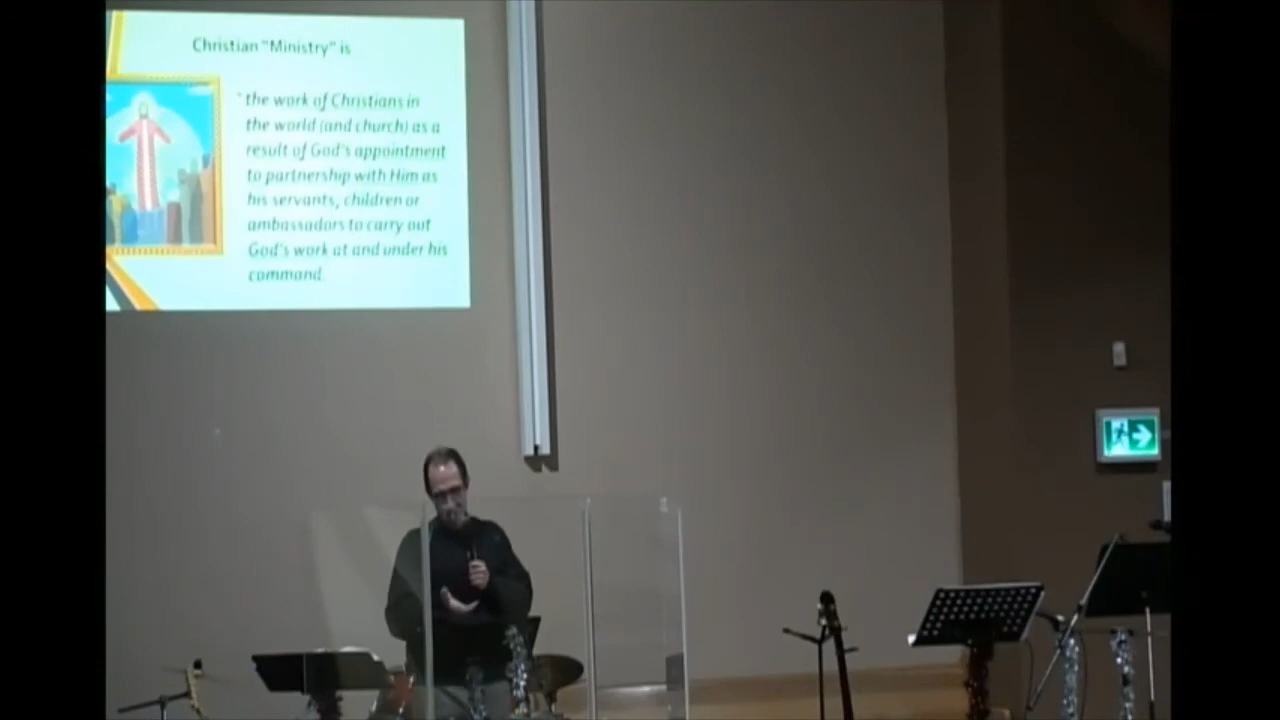 Christian "Ministry" is
" the work of Christians in
the world (and church) as a
result of God's appointment
to partnership with Him as
his servants, children or
ambassadors to carry out
God's work at and under his
command.